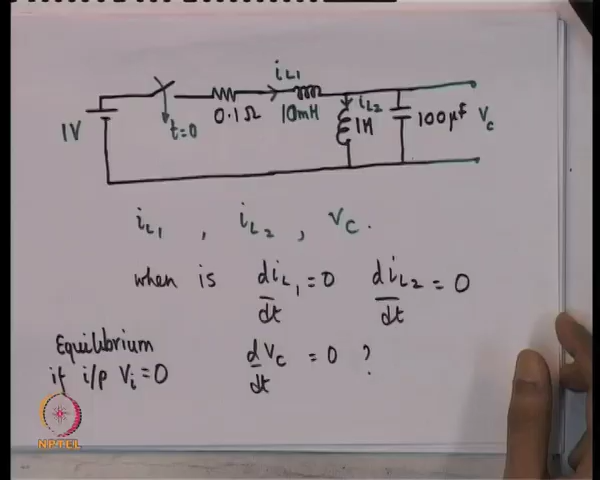 iL1
0.1Ω 10mH iL2 1H 100μF Vc
1V t=0
iL1 , iL2 , Vc.
when is diL1/dt = 0 diL2/dt = 0
Equilibrium
if i/p Vi = 0 d/dt Vc = 0 ?
NPTEL